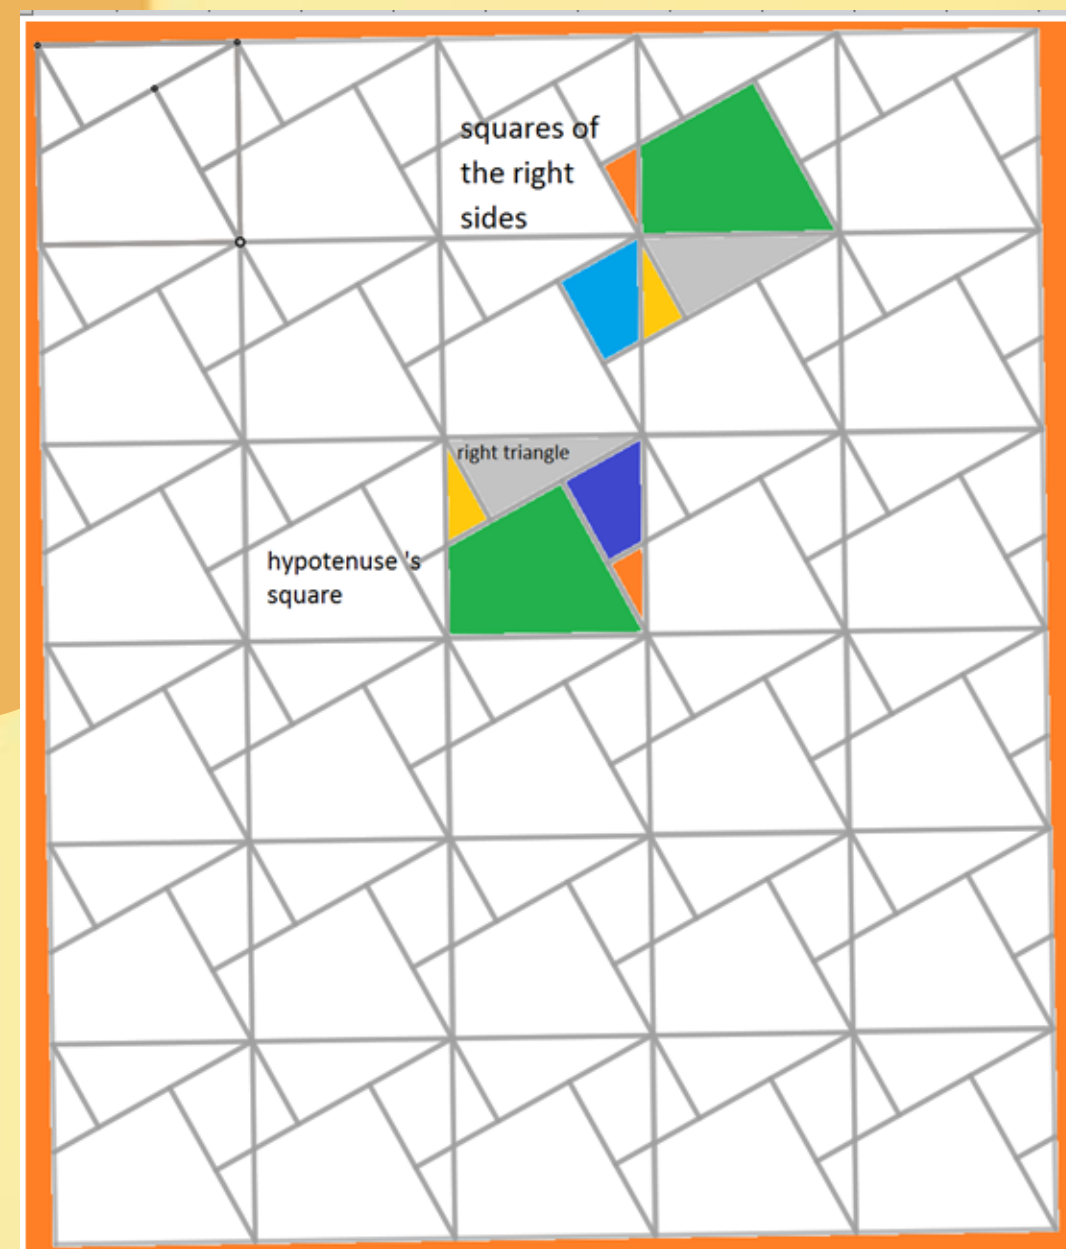 squares of
the right
sides
right triangle
hypotenuse 's
square